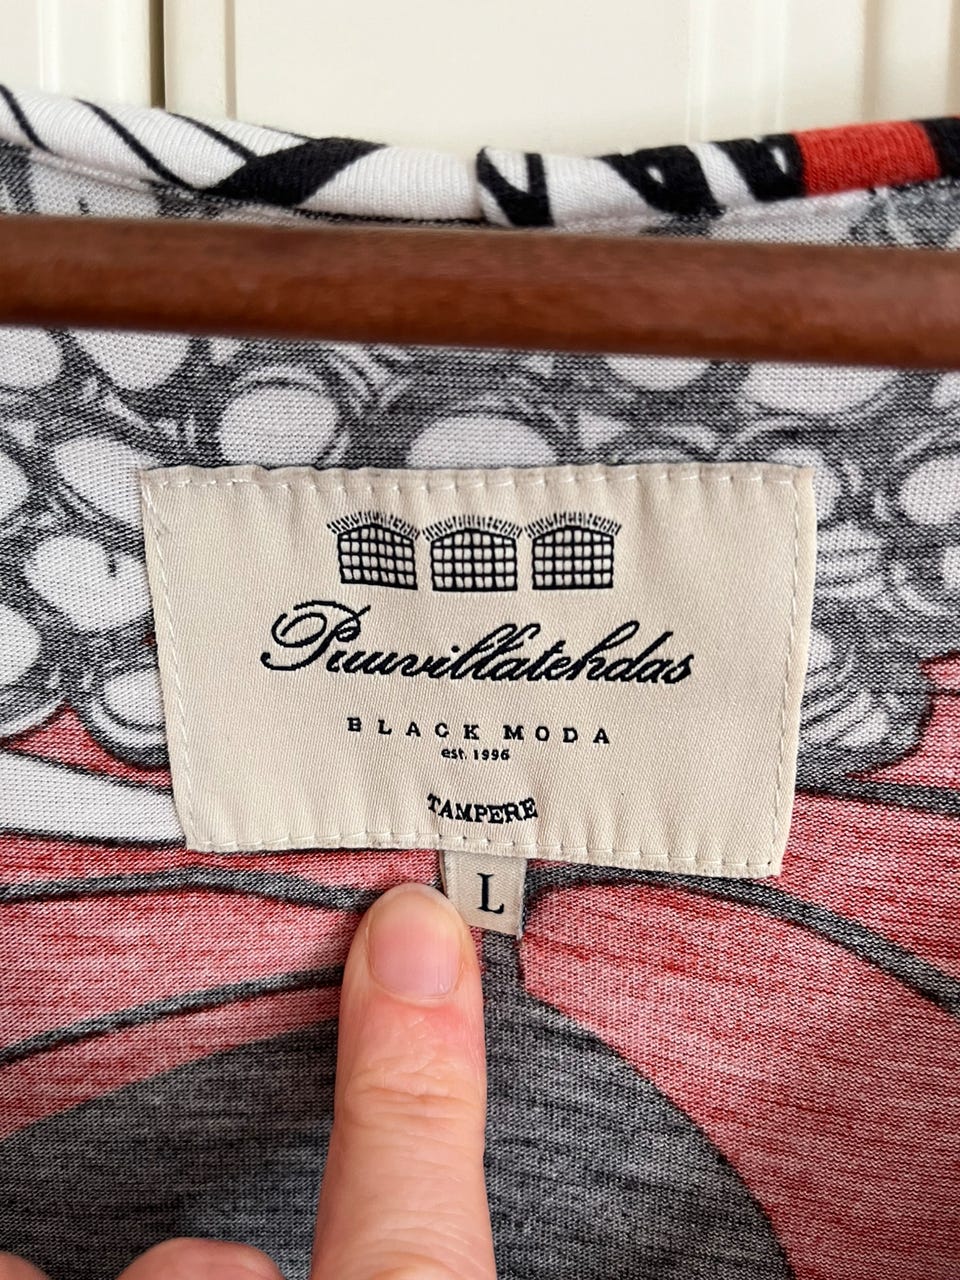 Puuvillatehdas
BLACK MODA
est. 1996
TAMPERE
L